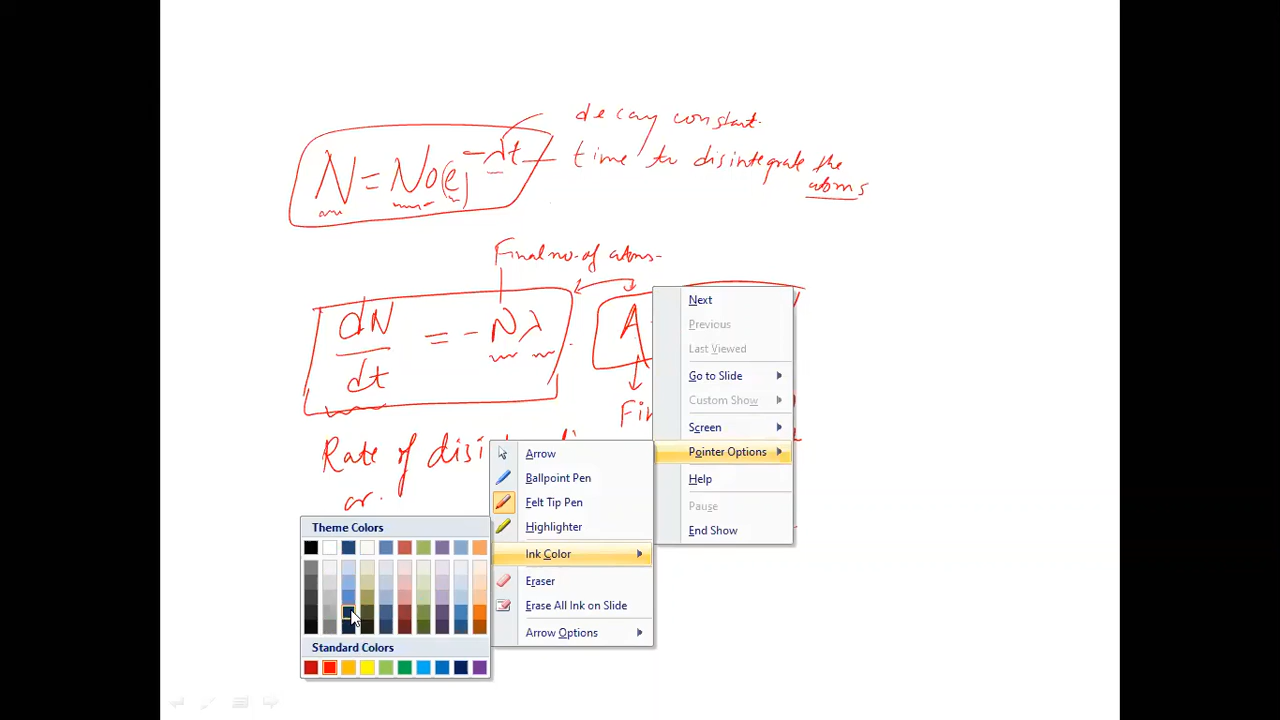 decay constant.
N = N₀(e)^-λt
time to disintegrate the
atoms
Final no. of atoms-
dN/dt = -Nλ
A
Rate of
or.
Next
Previous
Last Viewed
Go to Slide
Custom Show
Screen
Pointer Options
Help
Pause
End Show
Arrow
Ballpoint Pen
Felt Tip Pen
Highlighter
Ink Color
Eraser
Erase All Ink on Slide
Arrow Options
Theme Colors
Standard Colors